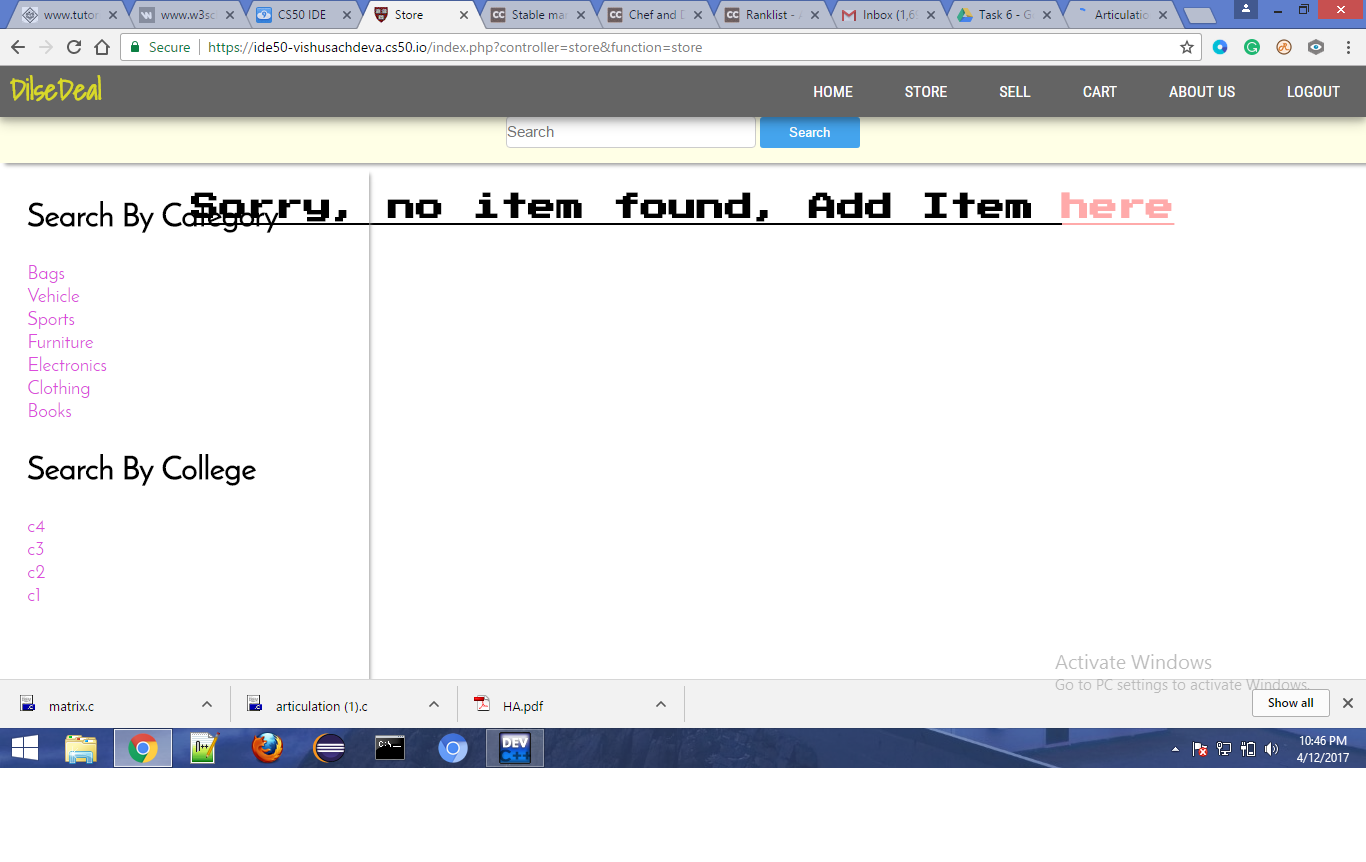 www.tutor
www.w3sc
CS50 IDE
Store
Stable mar
Chef and D
Ranklist - A
Inbox (1,69
Task 6 - G
Articulatio
Secure
https://ide50-vishusachdeva.cs50.io/index.php?controller=store&function=store
DilseDeal
HOME
STORE
SELL
CART
ABOUT US
LOGOUT
Search
Search
Sorry, no item found, Add Item here
Search By Category
Bags
Vehicle
Sports
Furniture
Electronics
Clothing
Books
Search By College
c4
c3
c2
c1
Activate Windows
Go to PC settings to activate Windows.
matrix.c
articulation (1).c
HA.pdf
Show all
DEV
C++
10:46 PM
4/12/2017